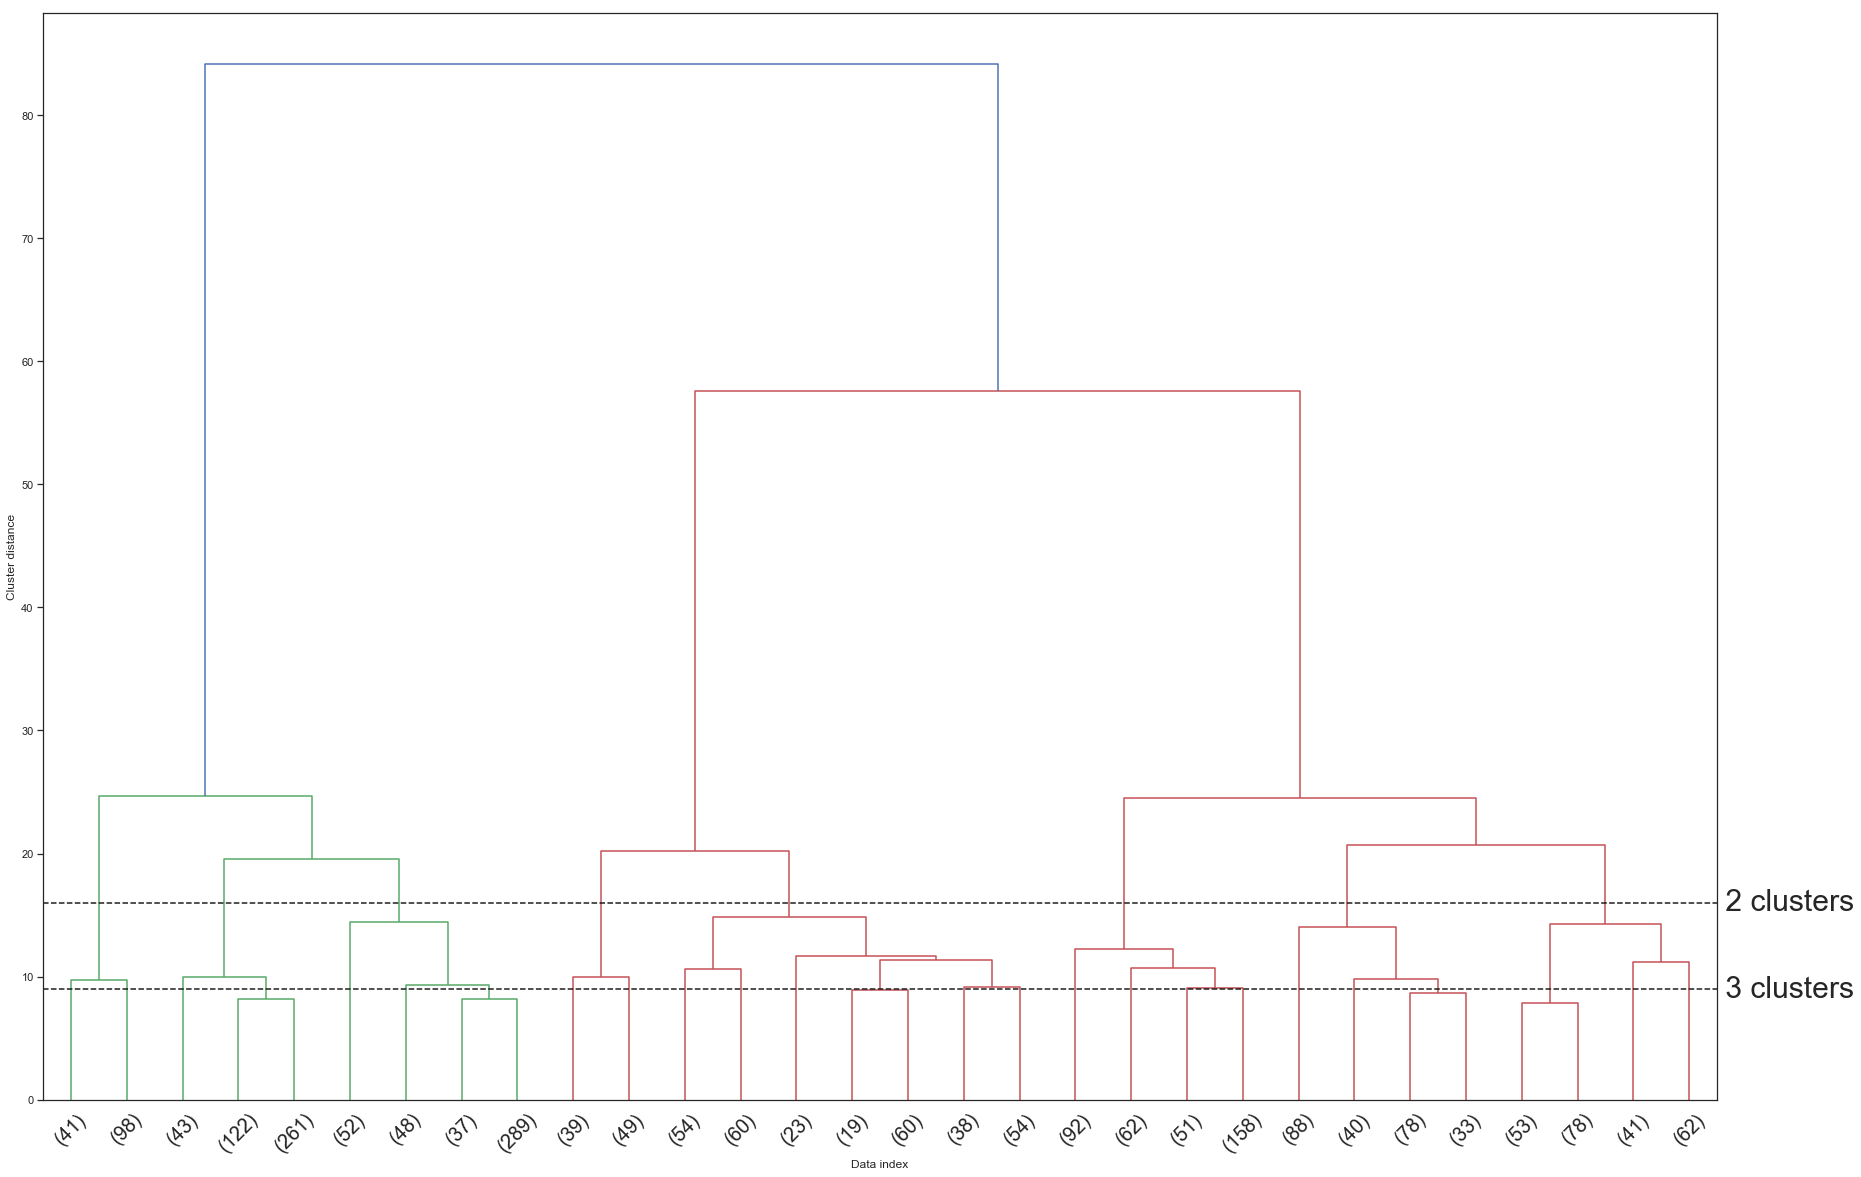 80
70
60
50
40
30
20
10
0
Cluster distance
2 clusters
3 clusters
(41) (98) (43) (122) (261) (52) (48) (37) (289) (39) (49) (54) (60) (23) (19) (60) (38) (54) (92) (62) (51) (158) (88) (40) (78) (33) (53) (78) (41) (62)
Data index